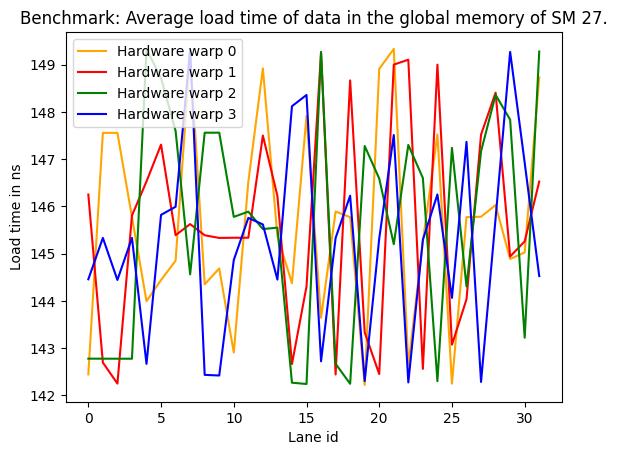 Benchmark: Average load time of data in the global memory of SM 27.
Hardware warp 0
Hardware warp 1
Hardware warp 2
Hardware warp 3
149
148
147
146
145
144
143
142
Load time in ns
0 5 10 15 20 25 30
Lane id